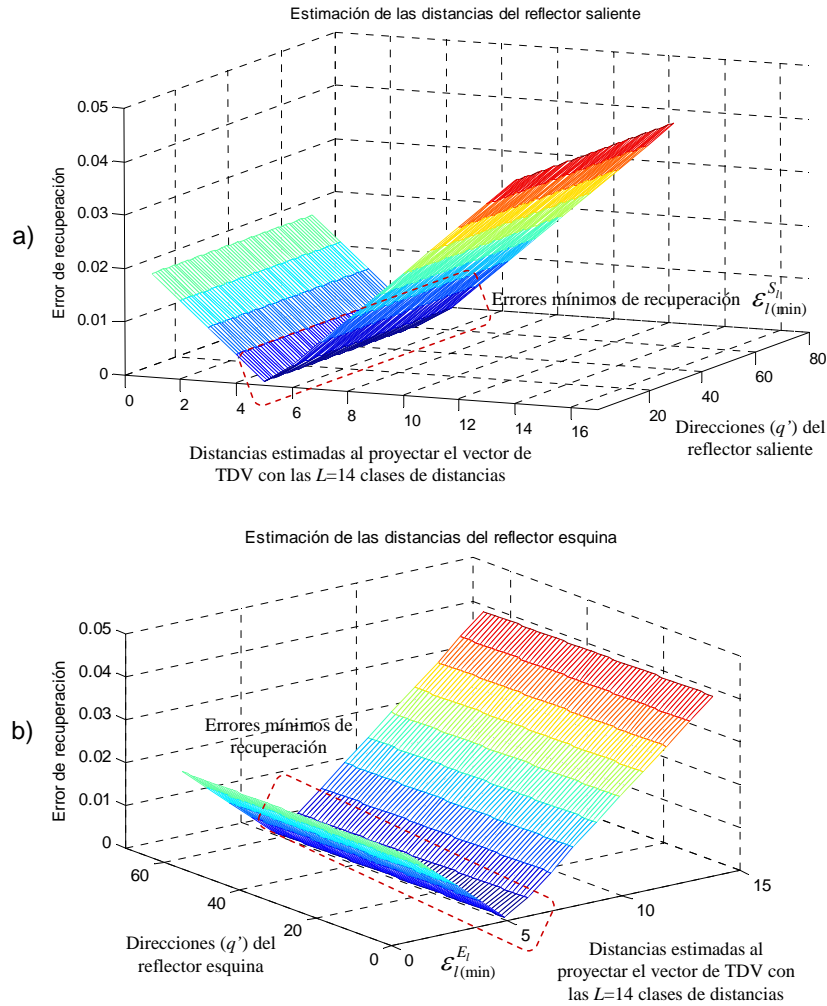 Estimación de las distancias del reflector saliente
a)
Error de recuperación
0.05
0.04
0.03
0.02
0.01
0
0 2 4 6 8 10 12 14 16
20 40 60 80
Errores mínimos de recuperación ε_{l(min)}^{S_l}
Distancias estimadas al proyectar el vector de
TDV con las L=14 clases de distancias
Direcciones (q’) del
reflector saliente
Estimación de las distancias del reflector esquina
b)
Error de recuperación
0.05
0.04
0.03
0.02
0.01
0
Errores mínimos de
recuperación
60 40 20 0
0 5 10 15
Direcciones (q’) del
reflector esquina
ε_{l(min)}^{E_l}
Distancias estimadas al
proyectar el vector de TDV con
las L=14 clases de distancias